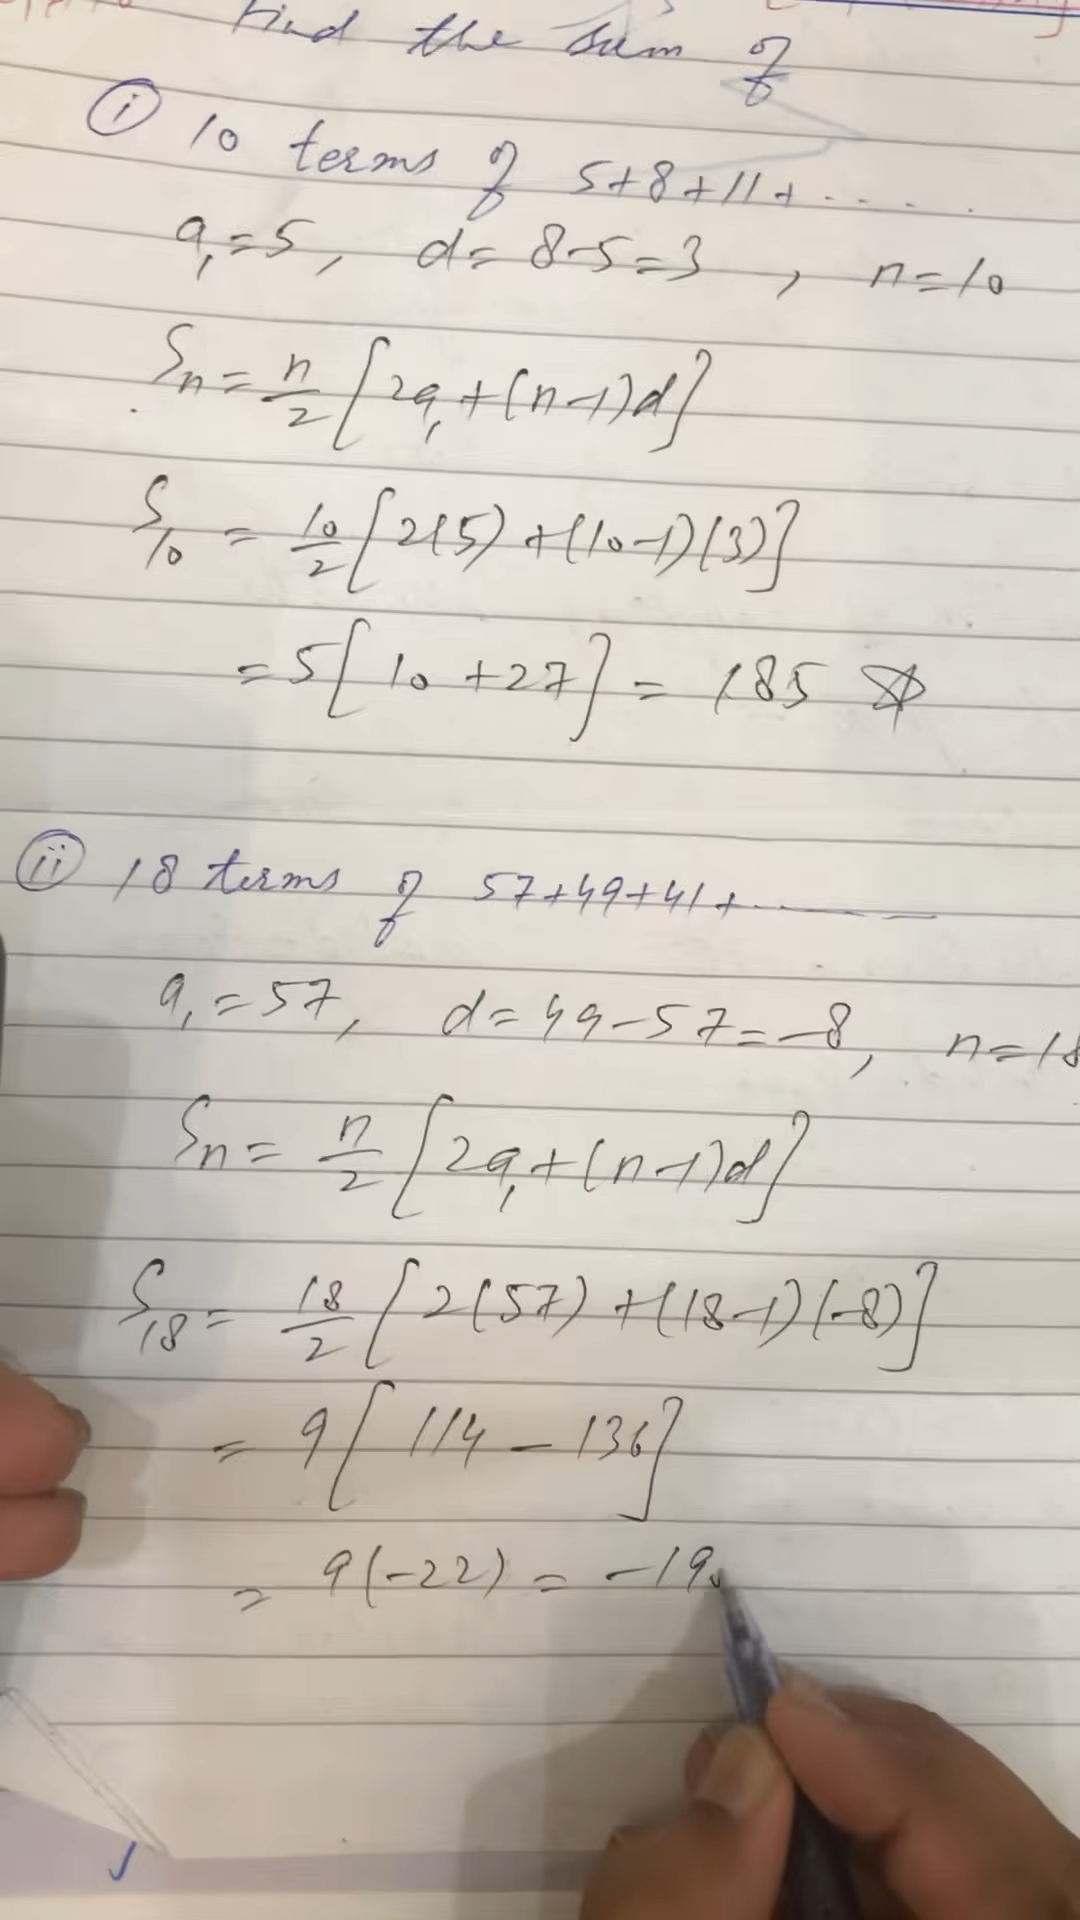 Find the sum of
(i) 10 terms of 5+8+11+.....
a₁=5, d=8-5=3, n=10
Sn = n/2 [2a₁+(n-1)d]
S10 = 10/2 [2(5)+(10-1)(3)]
=5[10+27] = 185
(ii) 18 terms of 57+49+41+......
a₁=57, d=49-57=-8, n=18
Sn = n/2 [2a₁+(n-1)d]
S18 = 18/2 [2(57)+(18-1)(-8)]
= 9[114-136]
= 9(-22) = -19